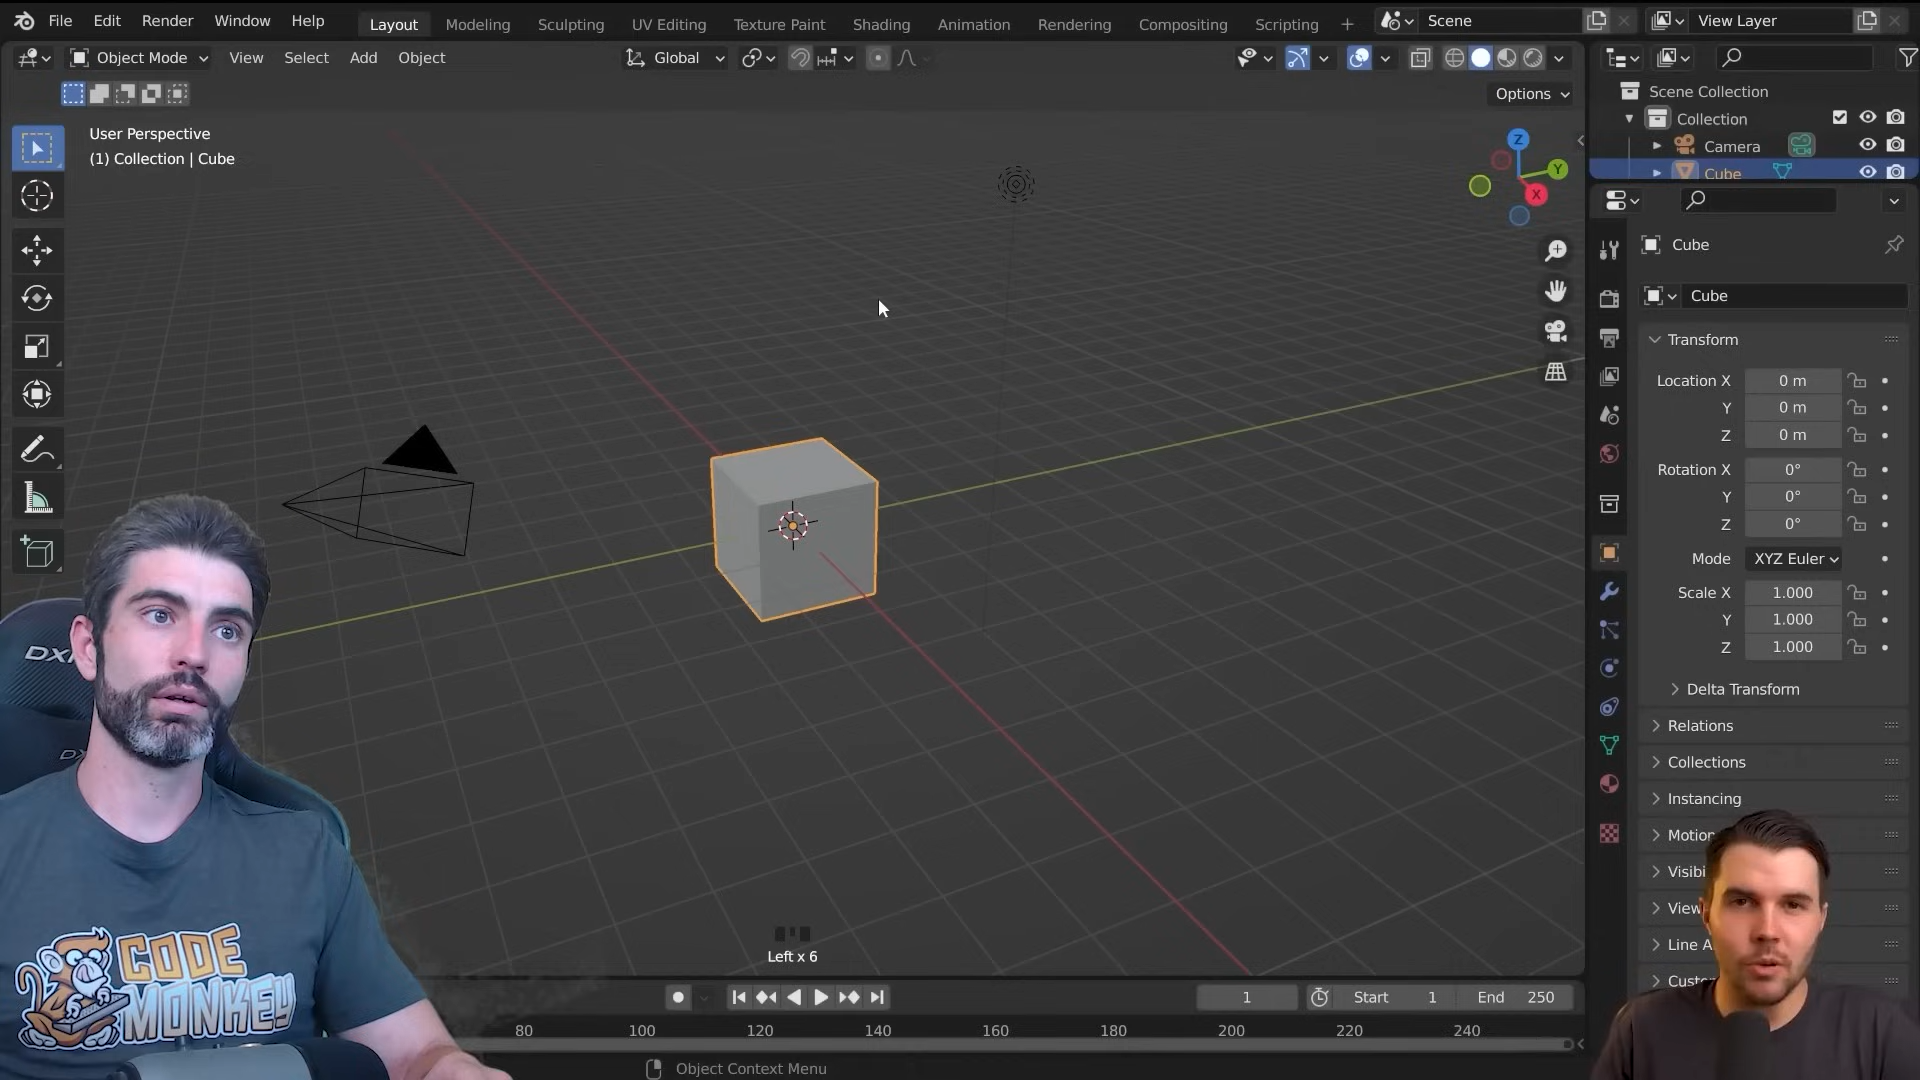 File Edit Render Window Help
Layout Modeling Sculpting UV Editing Texture Paint Shading Animation Rendering Compositing Scripting +
Scene
View Layer
Object Mode View Select Add Object
Global
Options
User Perspective
(1) Collection | Cube
Z
Y
X
Scene Collection
Collection
Camera
Cube
Cube
Cube
Transform
Location X 0 m
Y 0 m
Z 0 m
Rotation X 0°
Y 0°
Z 0°
Mode XYZ Euler
Scale X 1.000
Y 1.000
Z 1.000
Delta Transform
Relations
Collections
Instancing
Motio
Visibi
View
Line A
Custo
CODE
MONKEY
Left x 6
1 Start 1 End 250
80 100 120 140 160 180 200 220 240
Object Context Menu